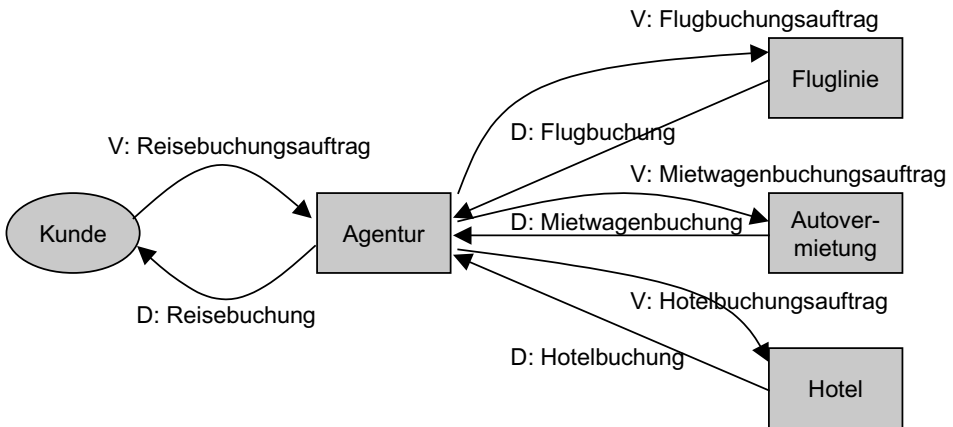 V: Flugbuchungsauftrag
Fluglinie
D: Flugbuchung
V: Reisebuchungsauftrag
V: Mietwagenbuchungsauftrag
Kunde
Agentur
D: Mietwagenbuchung
Autover-
mietung
D: Reisebuchung
V: Hotelbuchungsauftrag
D: Hotelbuchung
Hotel